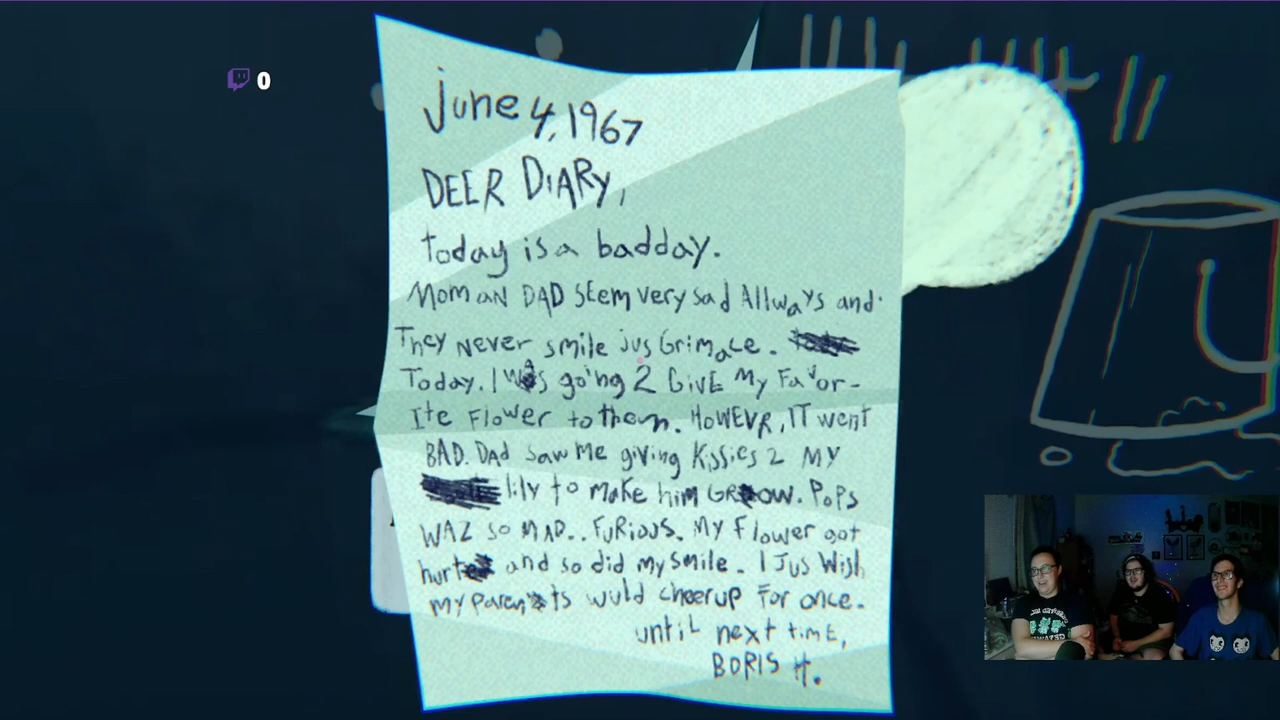 0
June 4, 1967
DEER DiARy,
today is a badday.
Mom aN DAD SEEm very sad Allways and
They NEVEr smile jus Grimace.
Today. I was going 2 GivE My Favor-
Ite Flower to them. HoWEVR, IT went
BAD. DAd Saw ME giving Kissies 2 MY
lily to make him GROW. POPS
WAZ SO MAD.. FURiOUS. My Flower got
hurt and so did my smile. I Jus Wish
my parents wuld cheerup For once.
until next timE,
BORIS H.